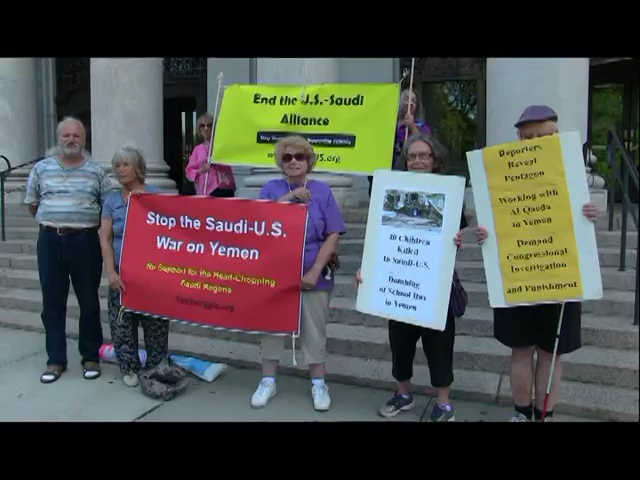 End the U.S.-Saudi
Alliance
Stop the Saudi-U.S.
War on Yemen
No Support for the Head-Chopping
Saudi Regime
TheStruggle.org
40 Children
Killed
in Saudi-U.S.
Bombing
of School Bus
in Yemen
Reporters
Reveal
Pentagon
Working with
Al Qaeda
in Yemen
Demand
Congressional
Investigation
and Punishment